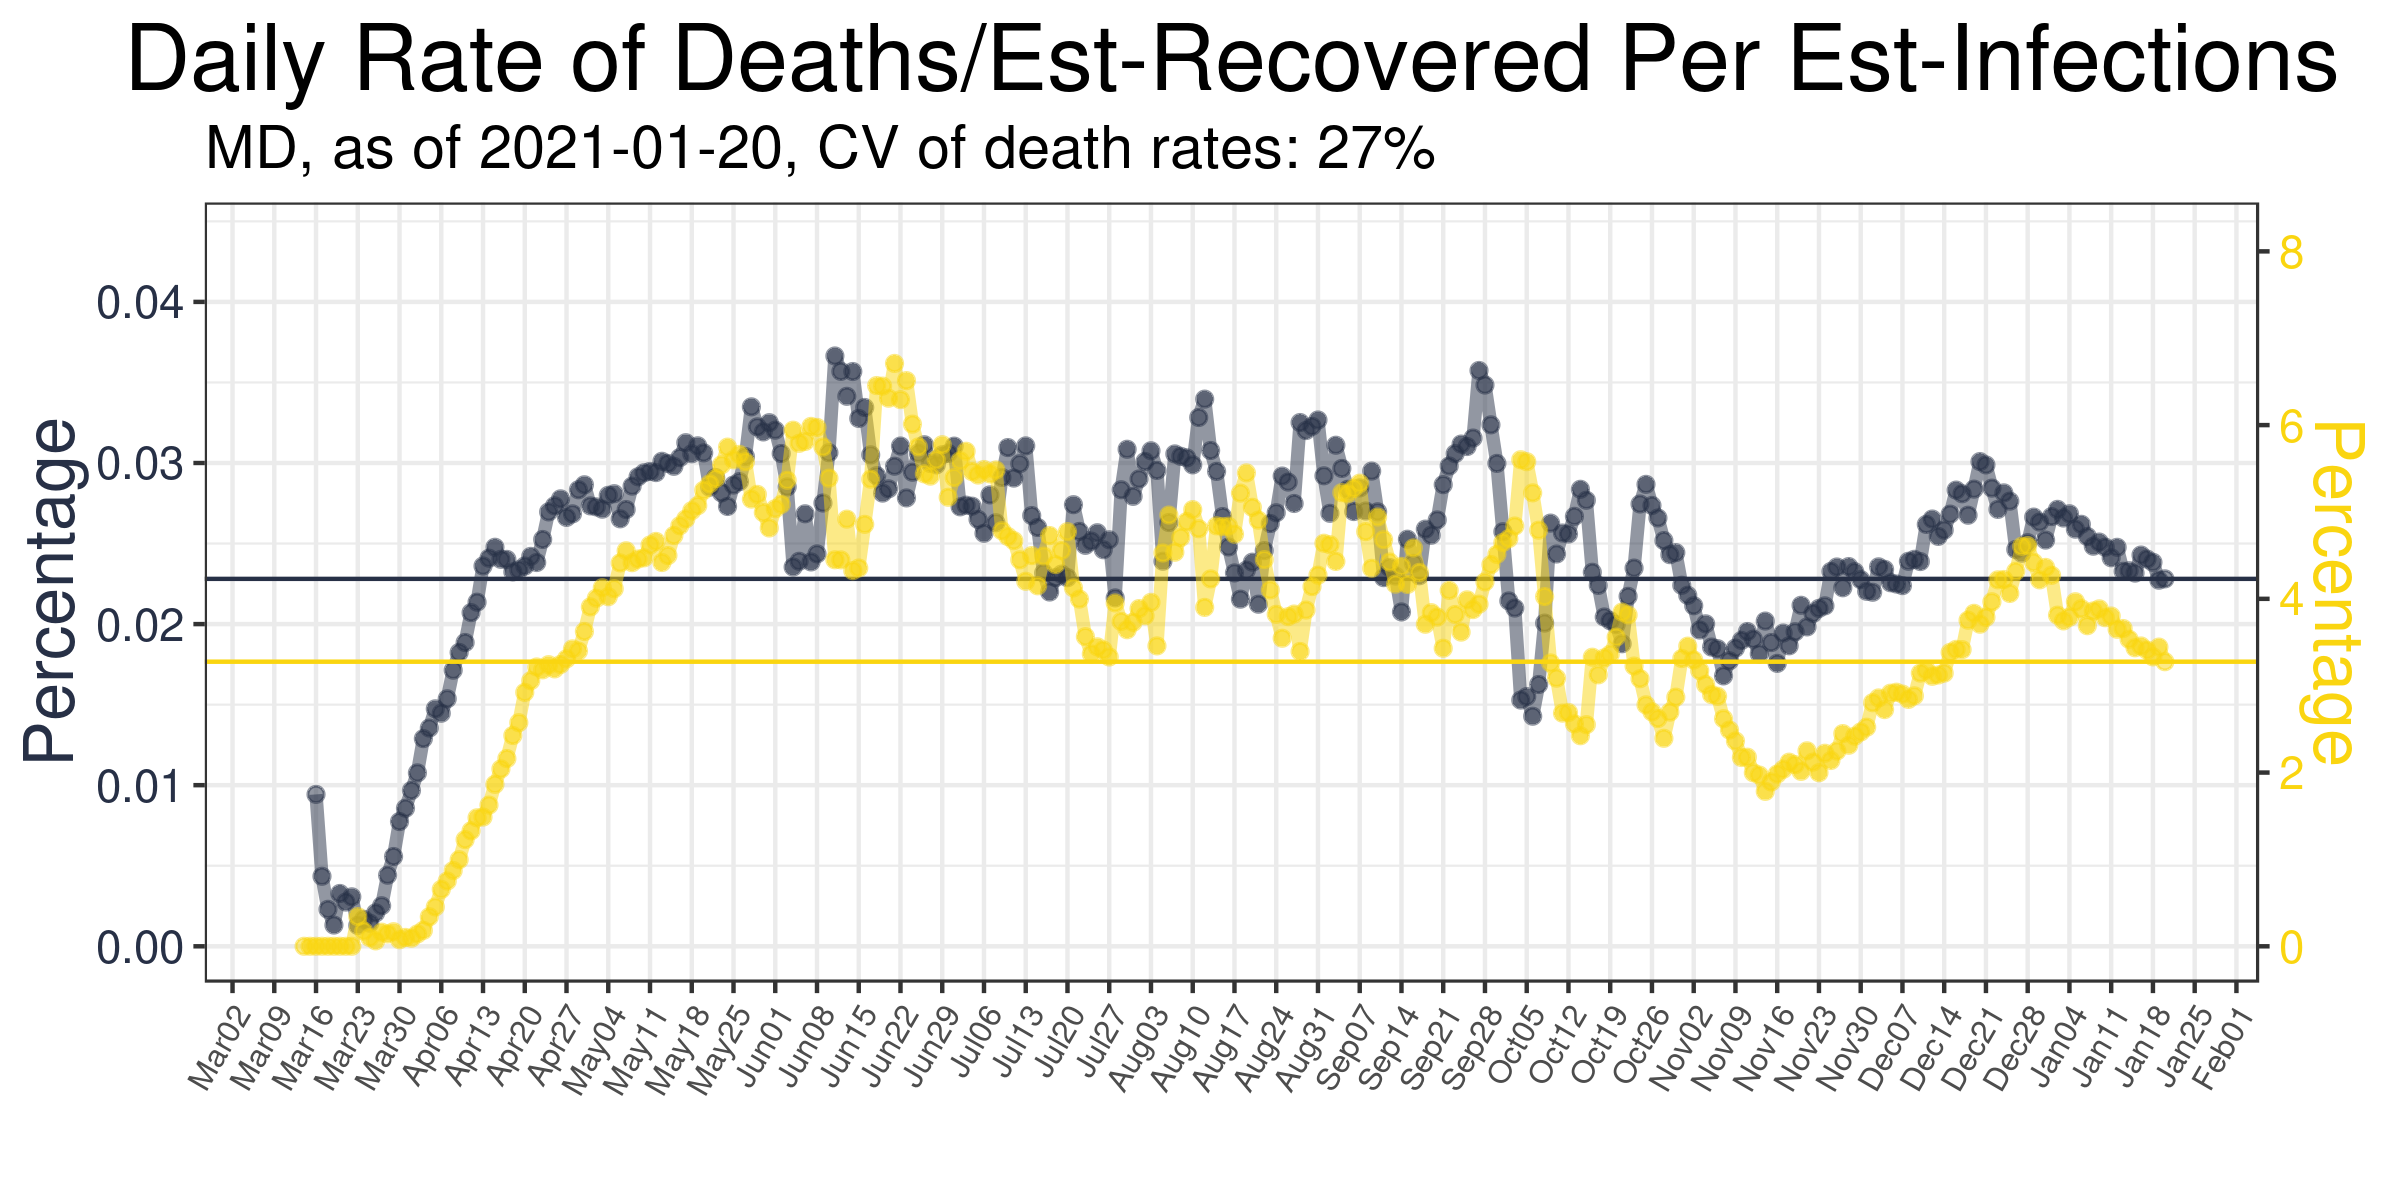 Daily Rate of Deaths/Est-Recovered Per Est-Infections
MD, as of 2021-01-20, CV of death rates: 27%
Percentage
0.04
0.03
0.02
0.01
0.00
8
6
4
2
0
Percentage
Mar02
Mar09
Mar16
Mar23
Mar30
Apr06
Apr13
Apr20
Apr27
May04
May11
May18
May25
Jun01
Jun08
Jun15
Jun22
Jun29
Jul06
Jul13
Jul20
Jul27
Aug03
Aug10
Aug17
Aug24
Aug31
Sep07
Sep14
Sep21
Sep28
Oct05
Oct12
Oct19
Oct26
Nov02
Nov09
Nov16
Nov23
Nov30
Dec07
Dec14
Dec21
Dec28
Jan04
Jan11
Jan18
Jan25
Feb01